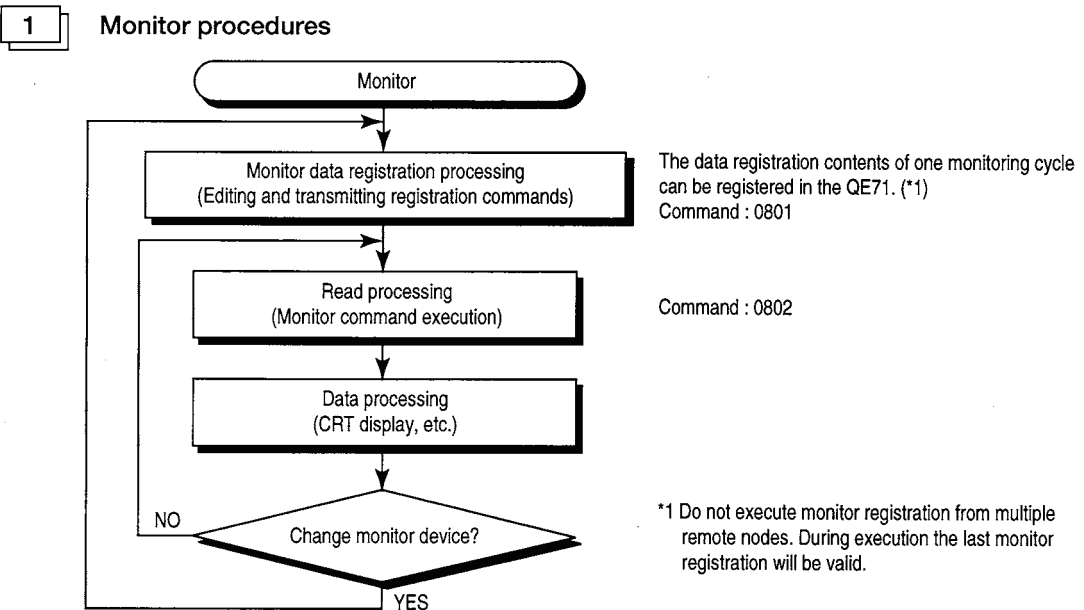 1 Monitor procedures
Monitor
Monitor data registration processing
(Editing and transmitting registration commands)
The data registration contents of one monitoring cycle
can be registered in the QE71. (*1)
Command : 0801
Read processing
(Monitor command execution)
Command : 0802
Data processing
(CRT display, etc.)
NO
Change monitor device?
YES
*1 Do not execute monitor registration from multiple
remote nodes. During execution the last monitor
registration will be valid.